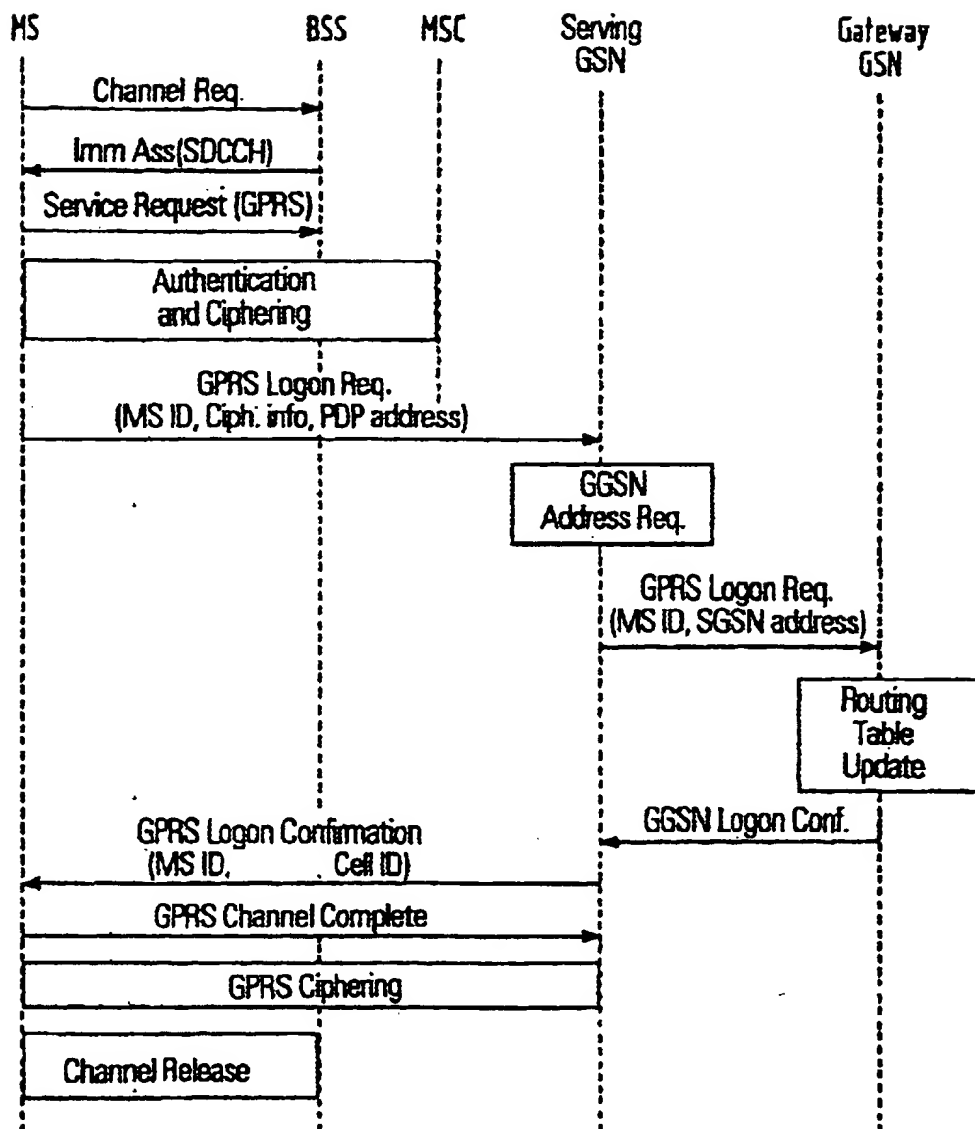 MS
BSS
MSC
Serving
GSN
Gateway
GSN
Channel Req.
Imm Ass(SDCCH)
Service Request (GPRS)
Authentication
and Ciphering
GPRS Logon Req.
(MS ID, Ciph. info, PDP address)
GGSN
Address Req.
GPRS Logon Req.
(MS ID, SGSN address)
Routing
Table
Update
GGSN Logon Conf.
GPRS Logon Confirmation
(MS ID, Cell ID)
GPRS Channel Complete
GPRS Ciphering
Channel Release